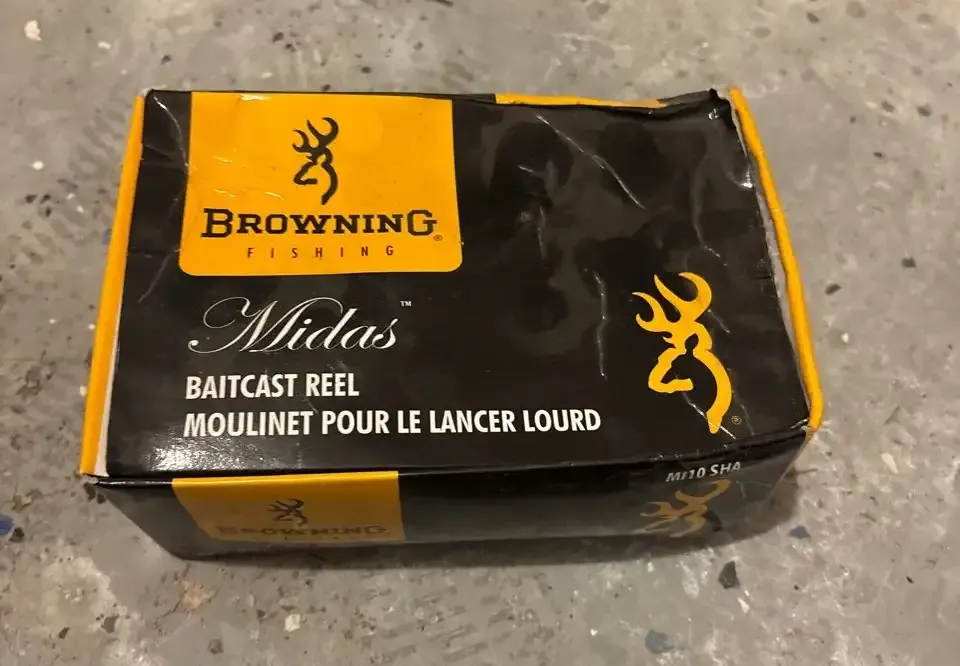 BROWNING®
FISHING
Midas™
BAITCAST REEL
MOULINET POUR LE LANCER LOURD
®
MI10 SHA
BROWNING